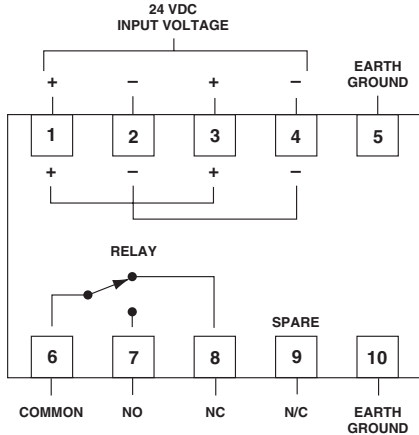 24 VDC
INPUT VOLTAGE
EARTH
GROUND
+ − + −
1 2 3 4 5
+ − + −
RELAY
SPARE
6 7 8 9 10
COMMON NO NC N/C EARTH
GROUND